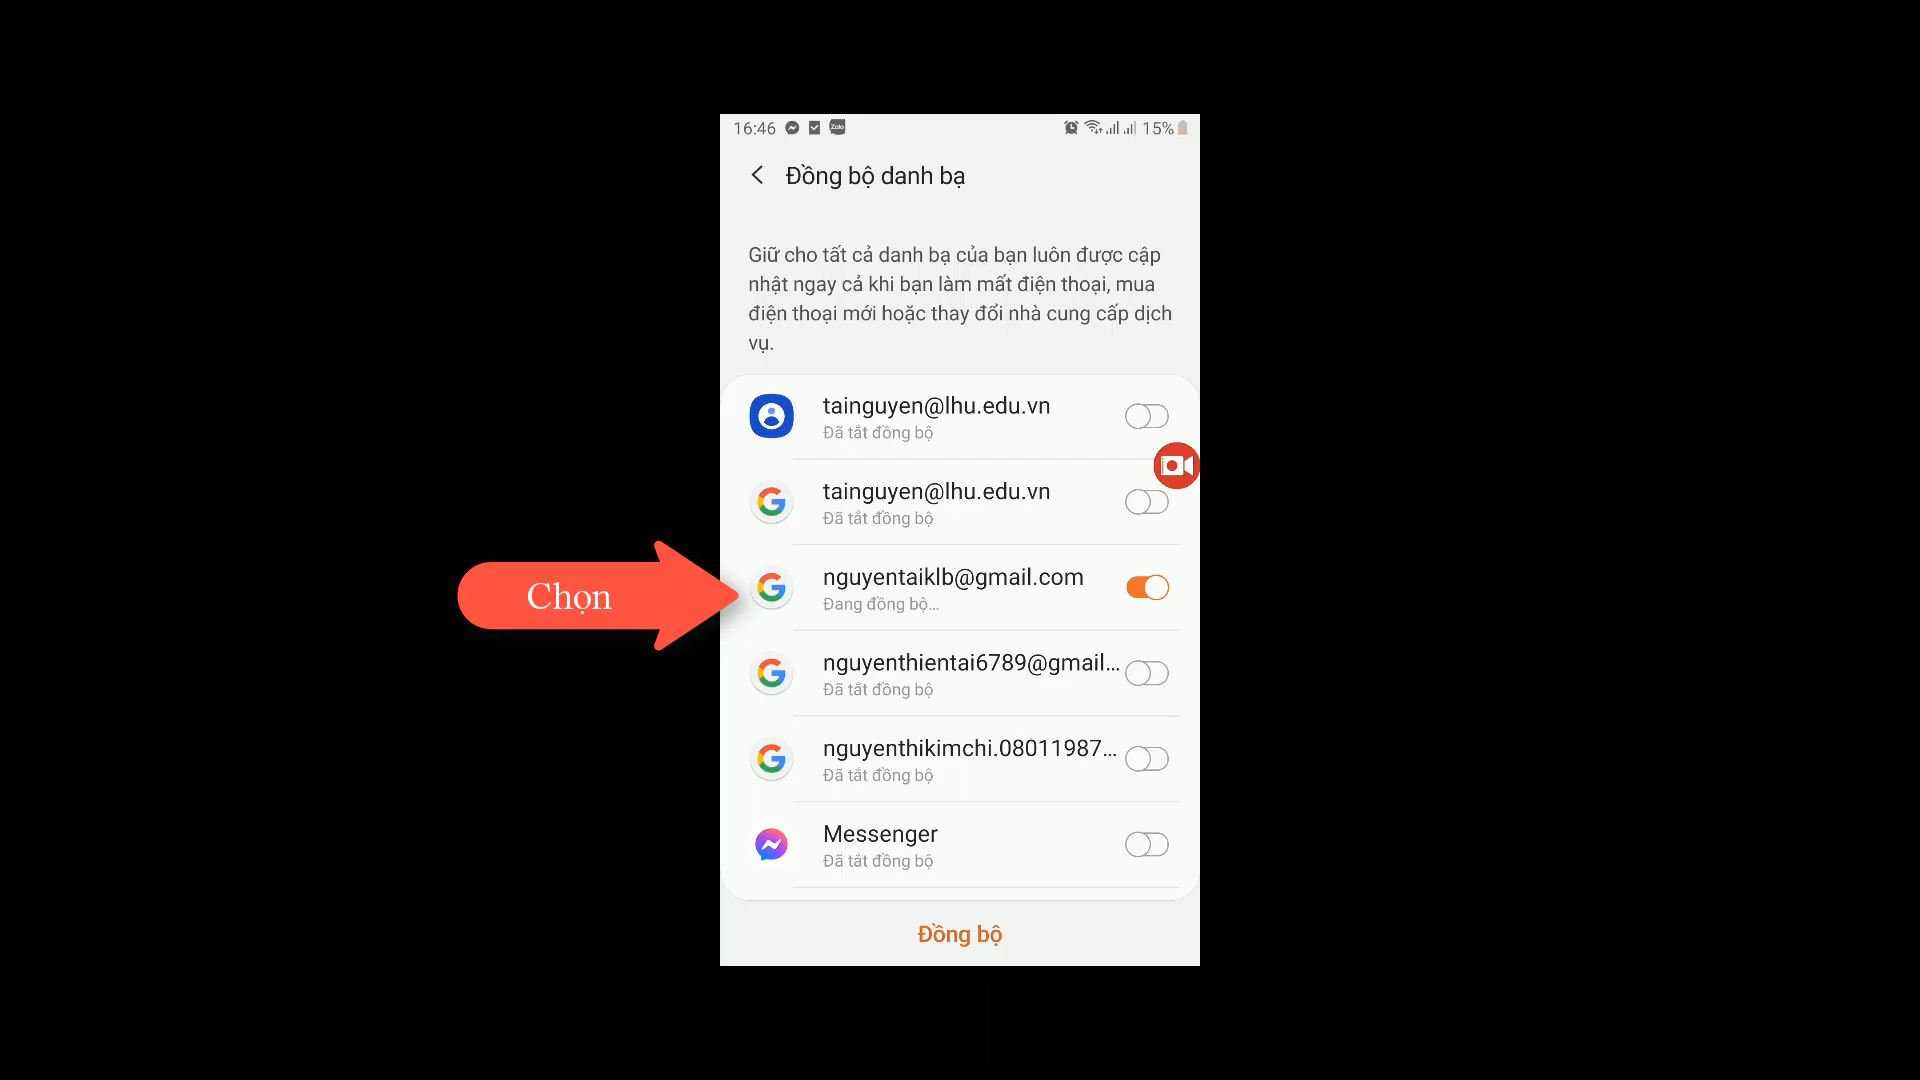 16:46
Zalo
15%
Đồng bộ danh bạ
Giữ cho tất cả danh bạ của bạn luôn được cập
nhật ngay cả khi bạn làm mất điện thoại, mua
điện thoại mới hoặc thay đổi nhà cung cấp dịch
vụ.
tainguyen@lhu.edu.vn
Đã tắt đồng bộ
tainguyen@lhu.edu.vn
Đã tắt đồng bộ
Chọn
nguyentaiklb@gmail.com
Đang đồng bộ...
nguyenthientai6789@gmail...
Đã tắt đồng bộ
nguyenthikimchi.08011987...
Đã tắt đồng bộ
Messenger
Đã tắt đồng bộ
Đồng bộ